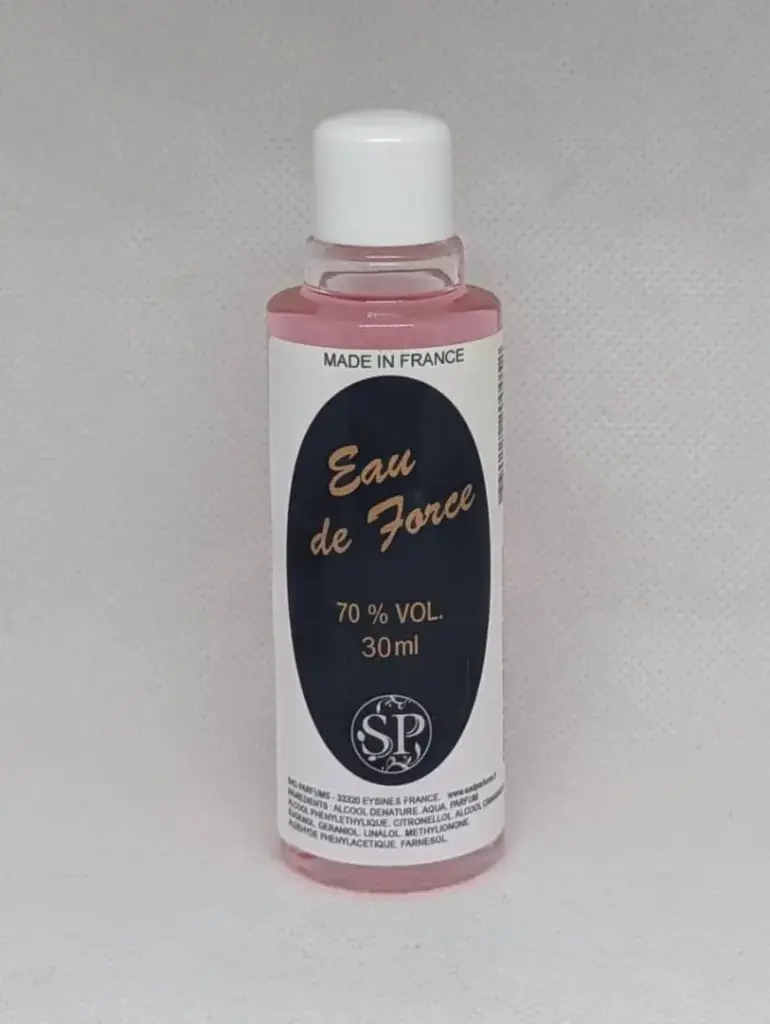 MADE IN FRANCE
Eau
de Force
70 % VOL.
30ml
SP
PARFUMS - 33320 EYSINES FRANCE.
INGREDIENTS : ALCOOL DENATURE, AQUA, PARFUM,
ALCOOL PHENYLETHYLIQUE, CITRONELLOL, ALCOOL
EUGENOL, GERANIOL, LINALOL, METHYLIONONE,
ALDEHYDE PHENYLACETIQUE, FARNESOL.